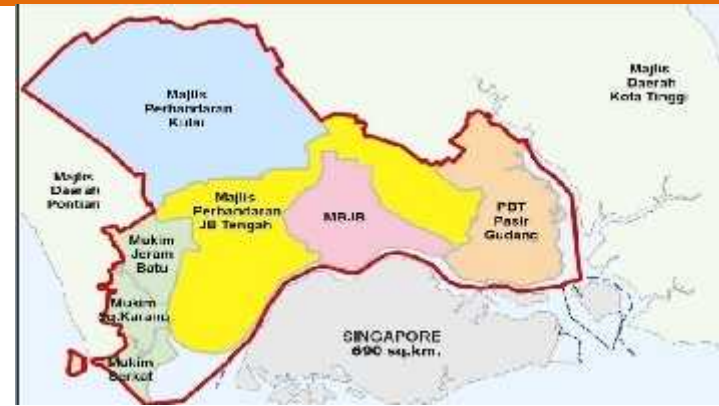 Majlis
Perbandaran
Kulai
Majlis
Daerah
Kota Tinggi
Majlis
Daerah
Pontian
Majlis
Perbandaran
JB Tengah
MBJB
PBT
Pasir
Gudang
Mukim
Jeram
Batu
Mukim
Sg.Karang
Mukim
Serkat
SINGAPORE
690 sq.km.